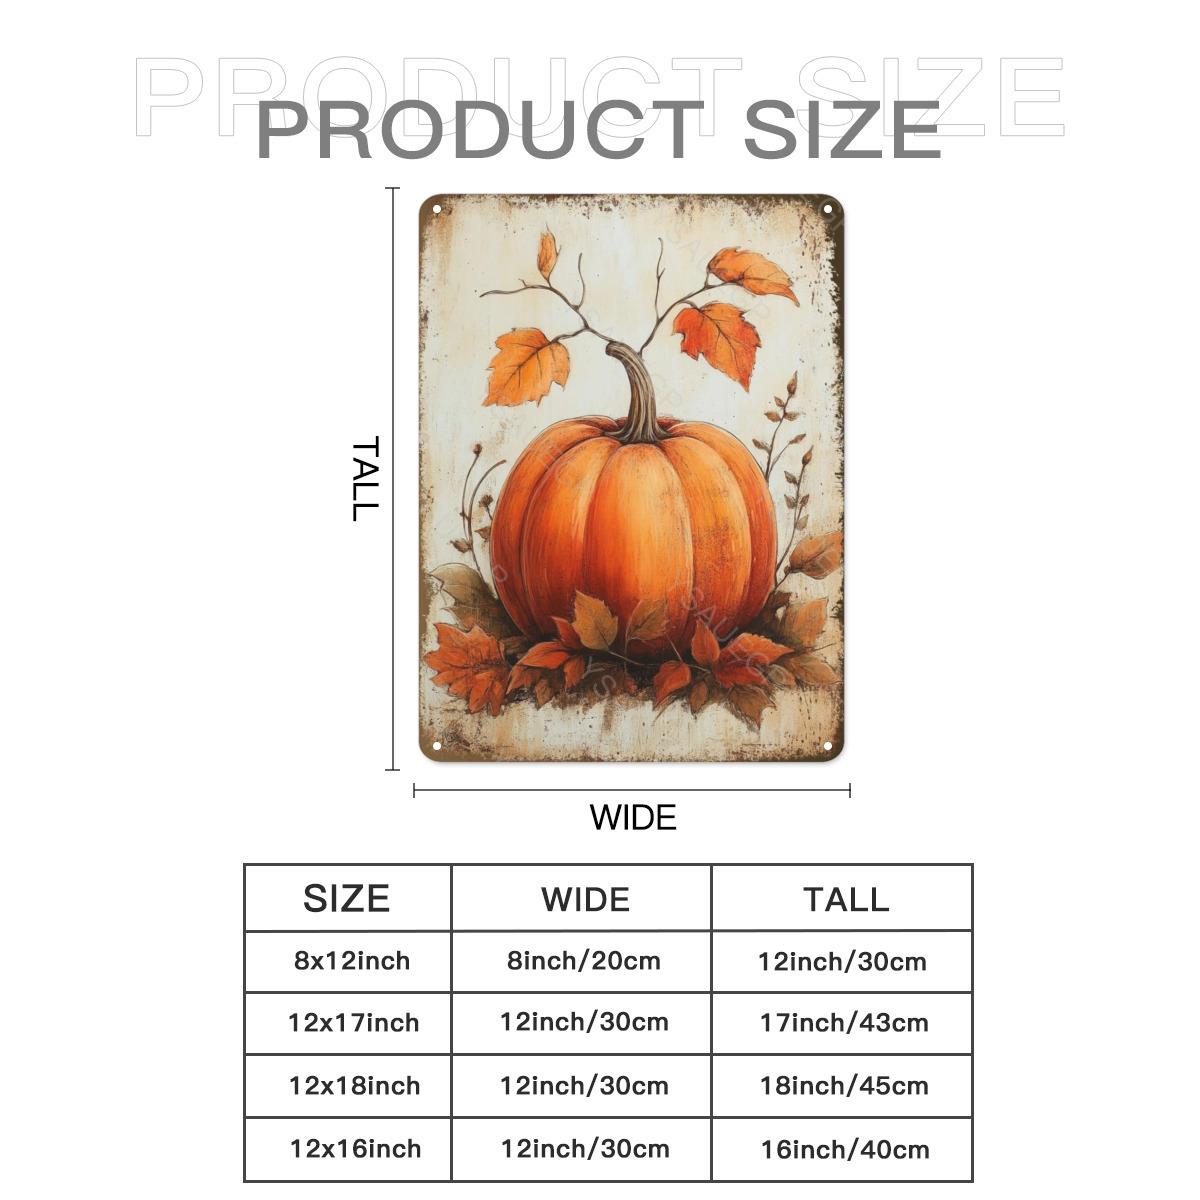 PRODUCT SIZE
PRODUCT SIZE
TALL
WIDE
SIZE WIDE TALL
8x12inch 8inch/20cm 12inch/30cm
12x17inch 12inch/30cm 17inch/43cm
12x18inch 12inch/30cm 18inch/45cm
12x16inch 12inch/30cm 16inch/40cm